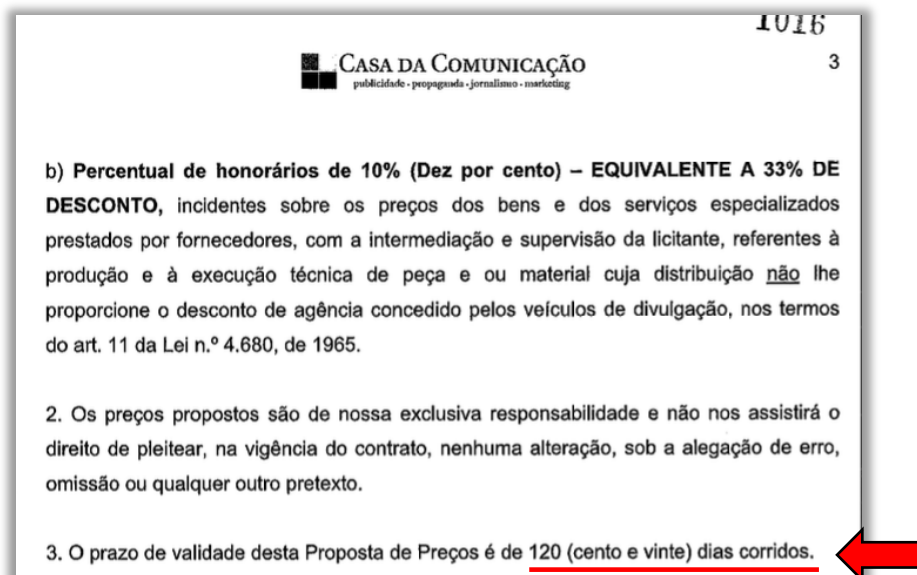 1016
CASA DA COMUNICAÇÃO
publicidade - propaganda - jornalismo - marketing
3
b) Percentual de honorários de 10% (Dez por cento) – EQUIVALENTE A 33% DE
DESCONTO, incidentes sobre os preços dos bens e dos serviços especializados
prestados por fornecedores, com a intermediação e supervisão da licitante, referentes à
produção e à execução técnica de peça e ou material cuja distribuição não lhe
proporcione o desconto de agência concedido pelos veículos de divulgação, nos termos
do art. 11 da Lei n.º 4.680, de 1965.
2. Os preços propostos são de nossa exclusiva responsabilidade e não nos assistirá o
direito de pleitear, na vigência do contrato, nenhuma alteração, sob a alegação de erro,
omissão ou qualquer outro pretexto.
3. O prazo de validade desta Proposta de Preços é de 120 (cento e vinte) dias corridos.